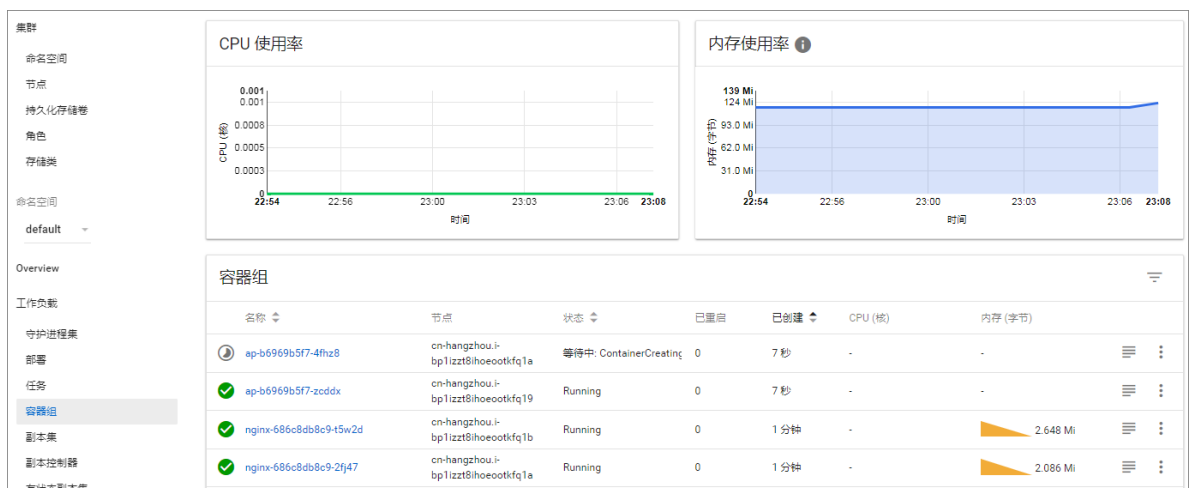 集群
命名空间
节点
持久化存储卷
角色
存储类
命名空间
default
Overview
工作负载
守护进程集
部署
任务
容器组
副本集
副本控制器
有状态副本集
CPU 使用率
0.001
0.001
0.0008
0.0005
0.0003
0
CPU (核)
22:54 22:56 23:00 23:03 23:06 23:08
时间
内存使用率
139 Mi
124 Mi
93.0 Mi
62.0 Mi
31.0 Mi
0
内存 (字节)
22:54 22:56 23:00 23:03 23:06 23:08
时间
容器组
名称 节点 状态 已重启 已创建 CPU (核) 内存 (字节)
cn-hangzhou.i-
ap-b6969b5f7-4fhz8 等待中: ContainerCreating 0 7 秒 - -
bp1izzt8ihoeootkfq1a
cn-hangzhou.i-
ap-b6969b5f7-zcddx Running 0 7 秒 - -
bp1izzt8ihoeootkfq19
cn-hangzhou.i-
nginx-686c8db8c9-t5w2d Running 0 1 分钟 - 2.648 Mi
bp1izzt8ihoeootkfq1b
cn-hangzhou.i-
nginx-686c8db8c9-2fj47 Running 0 1 分钟 - 2.086 Mi
bp1izzt8ihoeootkfq1a